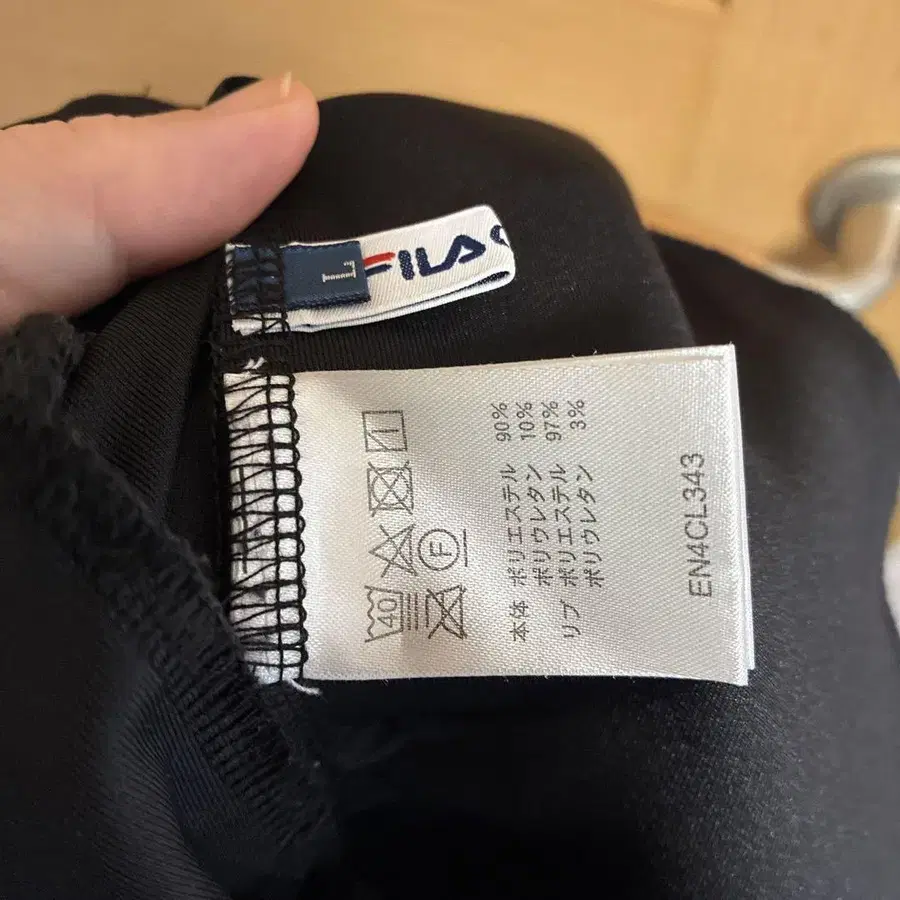 FILA
L
40
F
本体 ポリエステル 90%
ポリウレタン 10%
リブ ポリエステル 97%
ポリウレタン 3%
EN4CL343